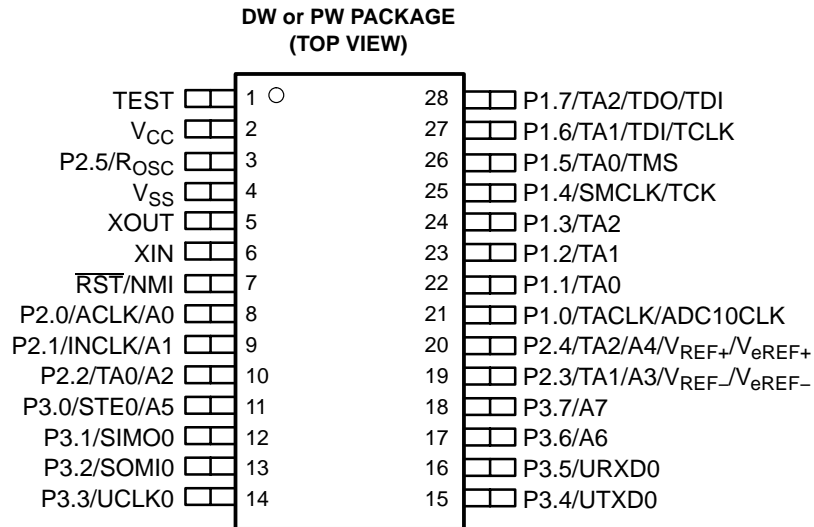 DW or PW PACKAGE
(TOP VIEW)
TEST 1 28 P1.7/TA2/TDO/TDI
VCC 2 27 P1.6/TA1/TDI/TCLK
P2.5/ROSC 3 26 P1.5/TA0/TMS
VSS 4 25 P1.4/SMCLK/TCK
XOUT 5 24 P1.3/TA2
XIN 6 23 P1.2/TA1
R̅S̅T̅/NMI 7 22 P1.1/TA0
P2.0/ACLK/A0 8 21 P1.0/TACLK/ADC10CLK
P2.1/INCLK/A1 9 20 P2.4/TA2/A4/VREF+/VeREF+
P2.2/TA0/A2 10 19 P2.3/TA1/A3/VREF−/VeREF−
P3.0/STE0/A5 11 18 P3.7/A7
P3.1/SIMO0 12 17 P3.6/A6
P3.2/SOMI0 13 16 P3.5/URXD0
P3.3/UCLK0 14 15 P3.4/UTXD0